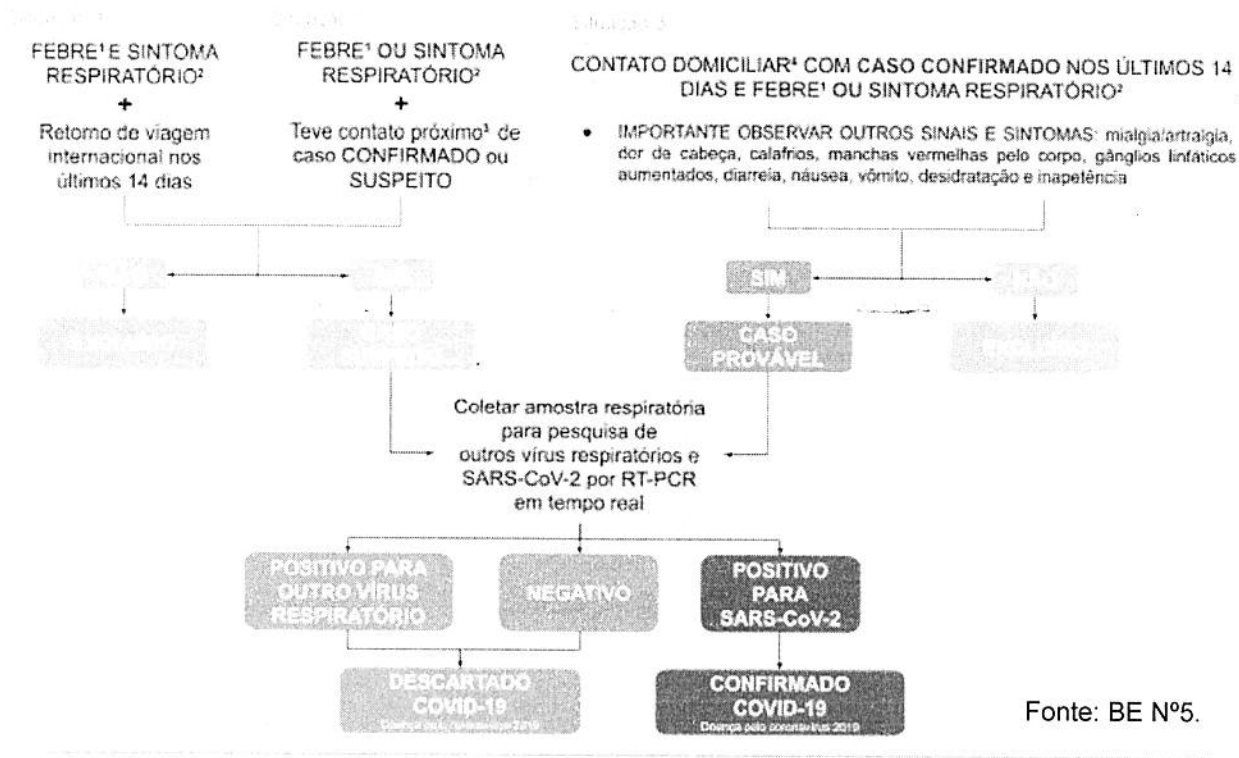 FEBRE¹ E SINTOMA
RESPIRATÓRIO²
+
Retorno de viagem
internacional nos
últimos 14 dias
FEBRE¹ OU SINTOMA
RESPIRATÓRIO²
+
Teve contato próximo³ de
caso CONFIRMADO ou
SUSPEITO
CONTATO DOMICILIAR⁴ COM CASO CONFIRMADO NOS ÚLTIMOS 14
DIAS E FEBRE¹ OU SINTOMA RESPIRATÓRIO²
• IMPORTANTE OBSERVAR OUTROS SINAIS E SINTOMAS: mialgia/artralgia,
dor de cabeça, calafrios, manchas vermelhas pelo corpo, gânglios linfáticos
aumentados, diarreia, náusea, vômito, desidratação e inapetência
SIM
CASO
PROVÁVEL
Coletar amostra respiratória
para pesquisa de
outros vírus respiratórios e
SARS-CoV-2 por RT-PCR
em tempo real
POSITIVO PARA
OUTRO VÍRUS
RESPIRATÓRIO
NEGATIVO
POSITIVO
PARA
SARS-CoV-2
DESCARTADO
COVID-19
Doença pelo coronavírus 2019
CONFIRMADO
COVID-19
Doença pelo coronavírus 2019
Fonte: BE Nº5.